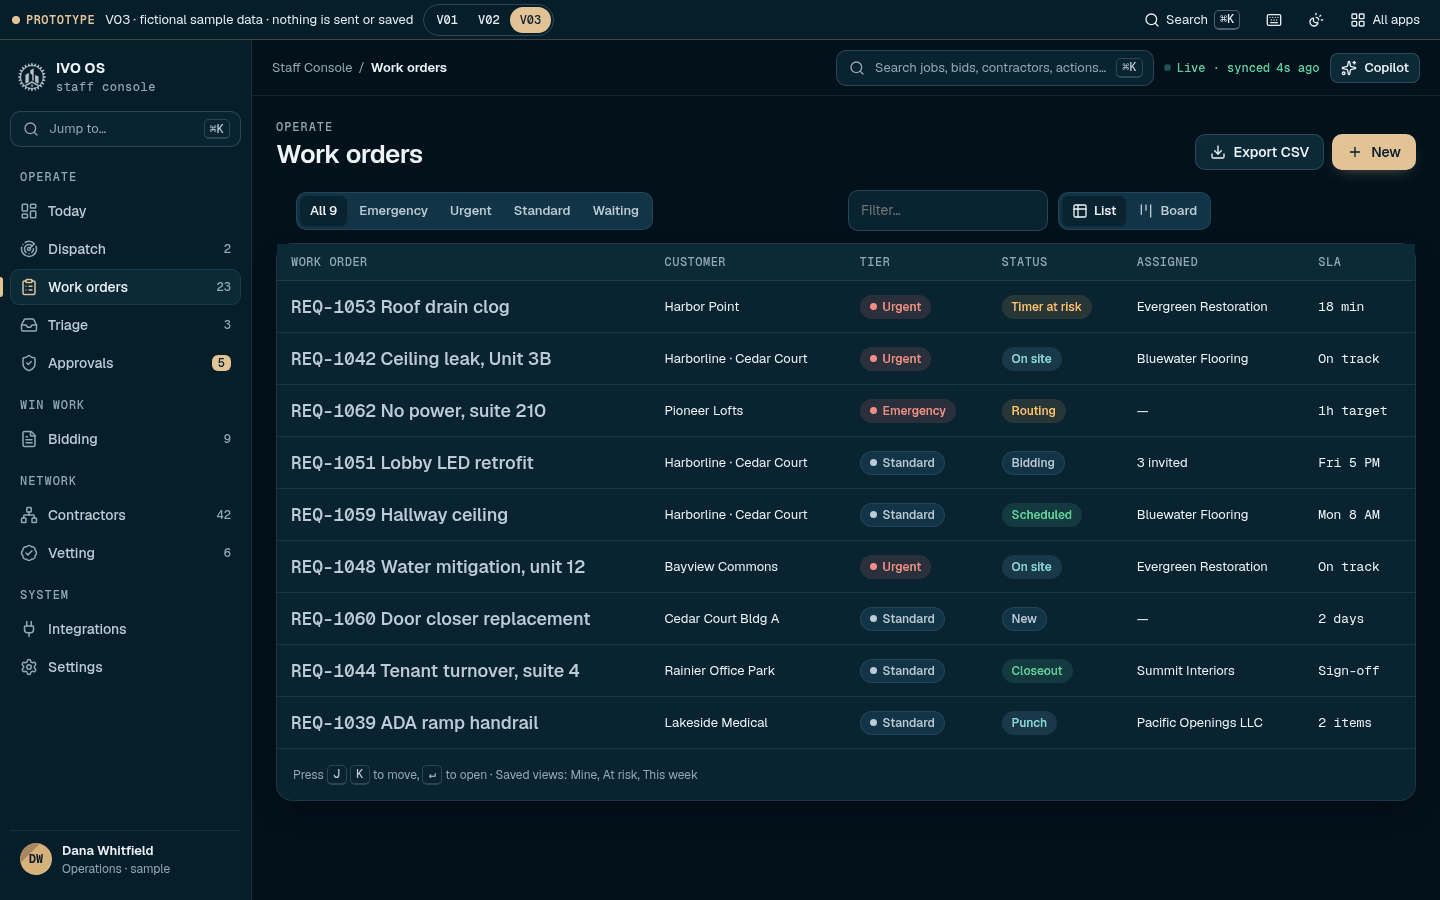 PROTOTYPE V03 · fictional sample data · nothing is sent or saved V01 V02 V03 Search ⌘K All apps
IVO OS
staff console
Jump to… ⌘K
OPERATE
Today
Dispatch 2
Work orders 23
Triage 3
Approvals 5
WIN WORK
Bidding 9
NETWORK
Contractors 42
Vetting 6
SYSTEM
Integrations
Settings
DW
Dana Whitfield
Operations · sample
Staff Console / Work orders Search jobs, bids, contractors, actions… ⌘K Live · synced 4s ago Copilot
OPERATE
Work orders
Export CSV + New
All 9 Emergency Urgent Standard Waiting Filter… List Board
WORK ORDER CUSTOMER TIER STATUS ASSIGNED SLA
REQ-1053 Roof drain clog Harbor Point Urgent Timer at risk Evergreen Restoration 18 min
REQ-1042 Ceiling leak, Unit 3B Harborline · Cedar Court Urgent On site Bluewater Flooring On track
REQ-1062 No power, suite 210 Pioneer Lofts Emergency Routing — 1h target
REQ-1051 Lobby LED retrofit Harborline · Cedar Court Standard Bidding 3 invited Fri 5 PM
REQ-1059 Hallway ceiling Harborline · Cedar Court Standard Scheduled Bluewater Flooring Mon 8 AM
REQ-1048 Water mitigation, unit 12 Bayview Commons Urgent On site Evergreen Restoration On track
REQ-1060 Door closer replacement Cedar Court Bldg A Standard New — 2 days
REQ-1044 Tenant turnover, suite 4 Rainier Office Park Standard Closeout Summit Interiors Sign-off
REQ-1039 ADA ramp handrail Lakeside Medical Standard Punch Pacific Openings LLC 2 items
Press J K to move, ↵ to open · Saved views: Mine, At risk, This week